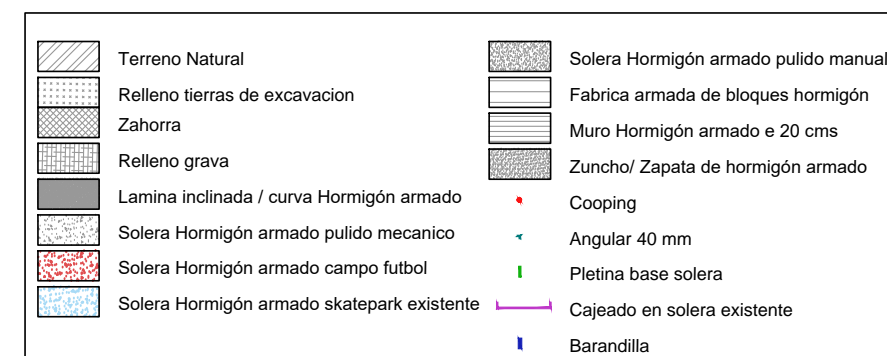 Terreno Natural
Relleno tierras de excavacion
Zahorra
Relleno grava
Lamina inclinada / curva Hormigón armado
Solera Hormigón armado pulido mecanico
Solera Hormigón armado campo futbol
Solera Hormigón armado skatepark existente
Solera Hormigón armado pulido manual
Fabrica armada de bloques hormigón
Muro Hormigón armado e 20 cms
Zuncho/ Zapata de hormigón armado
Cooping
Angular 40 mm
Pletina base solera
Cajeado en solera existente
Barandilla